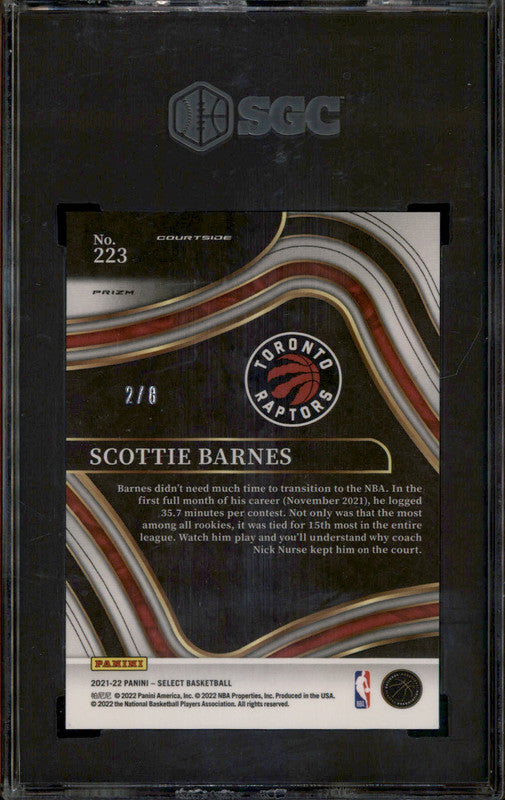 SGC
No.
223
COURTSIDE
PRIZM
TORONTO
RAPTORS
2/8
SCOTTIE BARNES
Barnes didn't need much time to transition to the NBA. In the
first full month of his career (November 2021), he logged
35.7 minutes per contest. Not only was that the most
among all rookies, it was tied for 15th most in the entire
league. Watch him play and you'll understand why coach
Nick Nurse kept him on the court.
PANINI
2021-22 PANINI – SELECT BASKETBALL
帕尼尼 © 2022 Panini America, Inc. © 2022 NBA Properties, Inc. Produced in the USA.
© 2022 the National Basketball Players Association. All rights reserved.
NBA